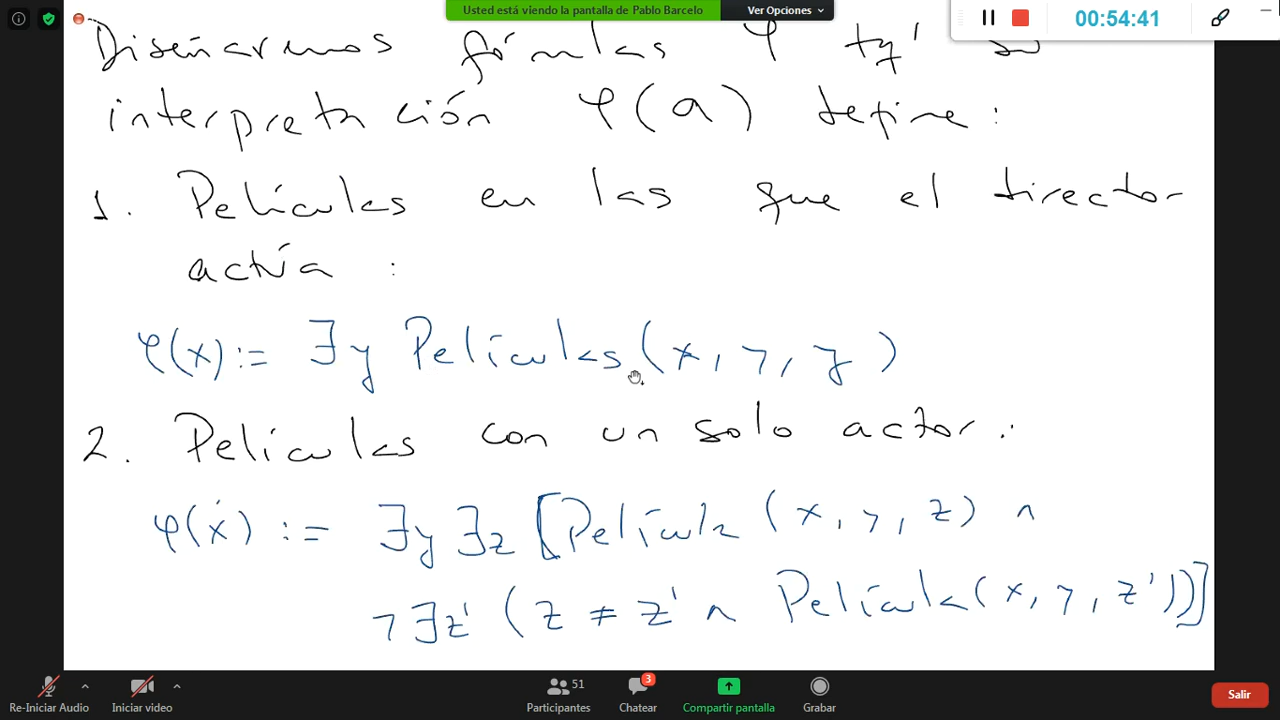 Usted está viendo la pantalla de Pablo Barcelo
Ver Opciones
00:54:41
Diseñaremos fórmulas φ tq' su
interpretación φ(a) define:
1. Películas en las que el director
actúa :
φ(x) := ∃y Películas(x, y, y)
2. Películas con un solo actor:
φ(x) := ∃y ∃z [Película (x, y, z) ∧
¬∃z' (z ≠ z' ∧ Película(x, y, z'))]
Re-Iniciar Audio
Iniciar video
51
Participantes
3
Chatear
Compartir pantalla
Grabar
Salir